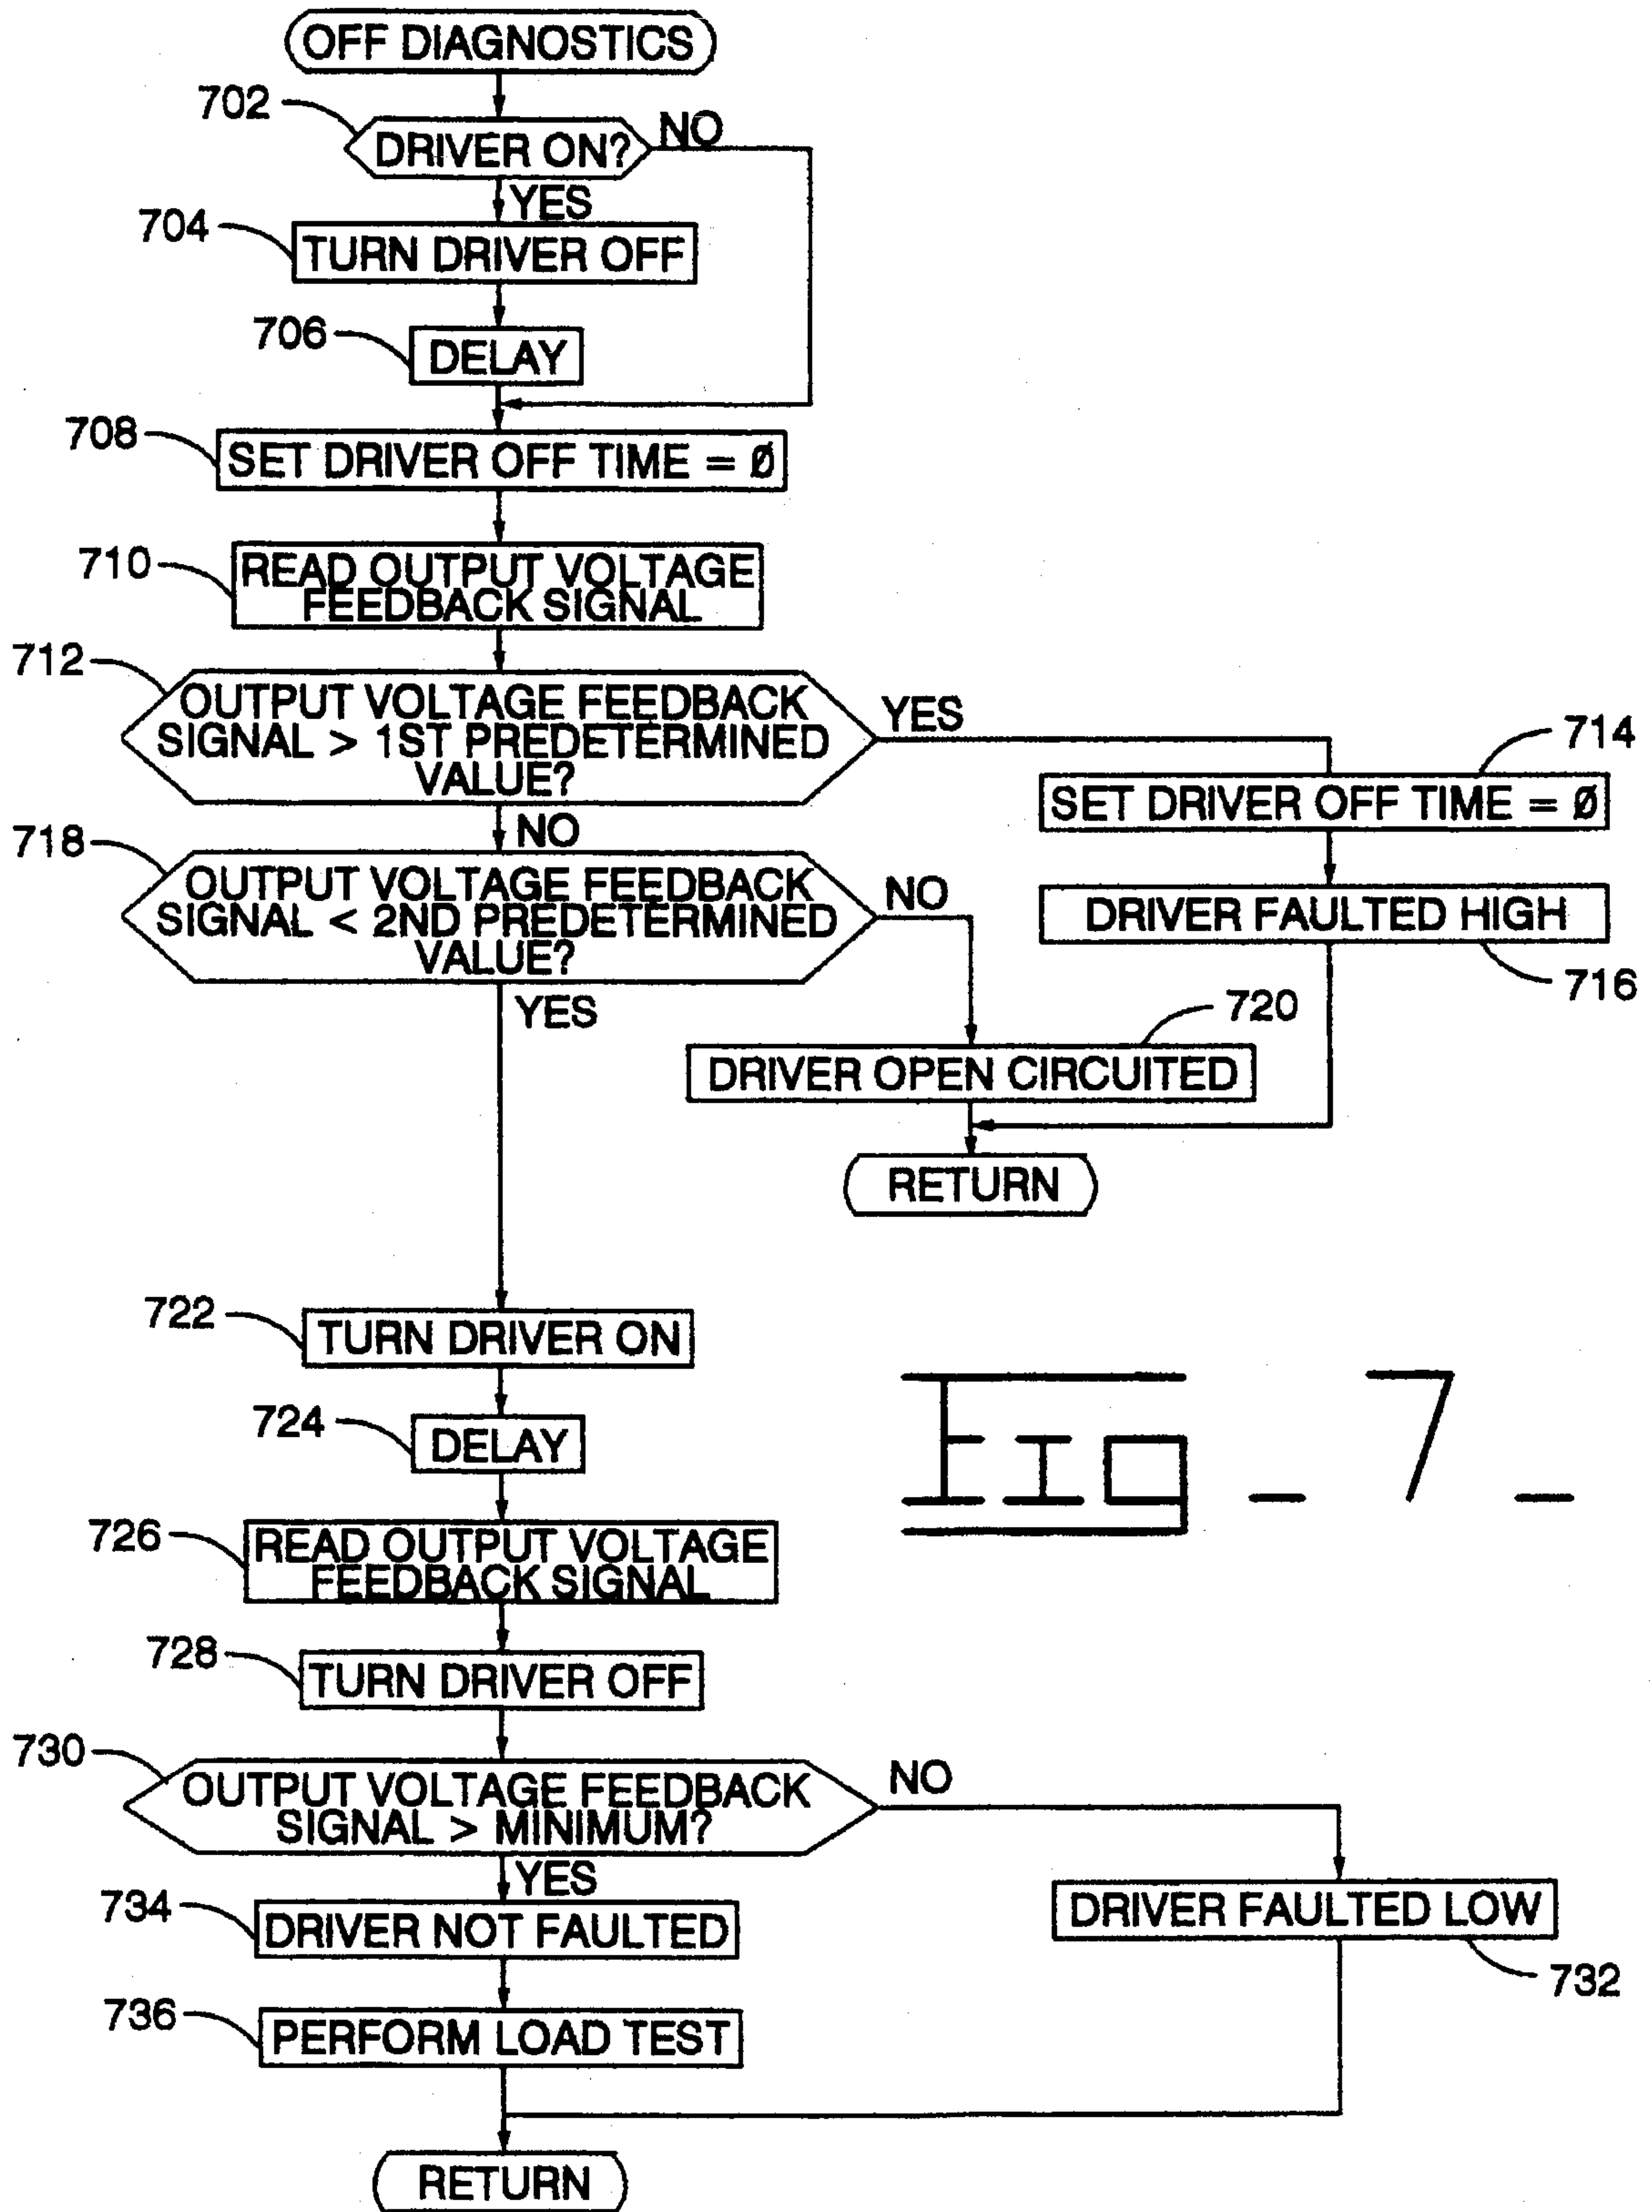 OFF DIAGNOSTICS
702
DRIVER ON?
NO
YES
704
TURN DRIVER OFF
706
DELAY
708
SET DRIVER OFF TIME = Ø
710
READ OUTPUT VOLTAGE
FEEDBACK SIGNAL
712
OUTPUT VOLTAGE FEEDBACK
SIGNAL > 1ST PREDETERMINED
VALUE?
YES
714
SET DRIVER OFF TIME = Ø
NO
718
OUTPUT VOLTAGE FEEDBACK
SIGNAL < 2ND PREDETERMINED
VALUE?
NO
DRIVER FAULTED HIGH
716
YES
720
DRIVER OPEN CIRCUITED
RETURN
722
TURN DRIVER ON
724
DELAY
Fig_7_
726
READ OUTPUT VOLTAGE
FEEDBACK SIGNAL
728
TURN DRIVER OFF
730
OUTPUT VOLTAGE FEEDBACK
SIGNAL > MINIMUM?
NO
YES
734
DRIVER NOT FAULTED
DRIVER FAULTED LOW
732
736
PERFORM LOAD TEST
RETURN